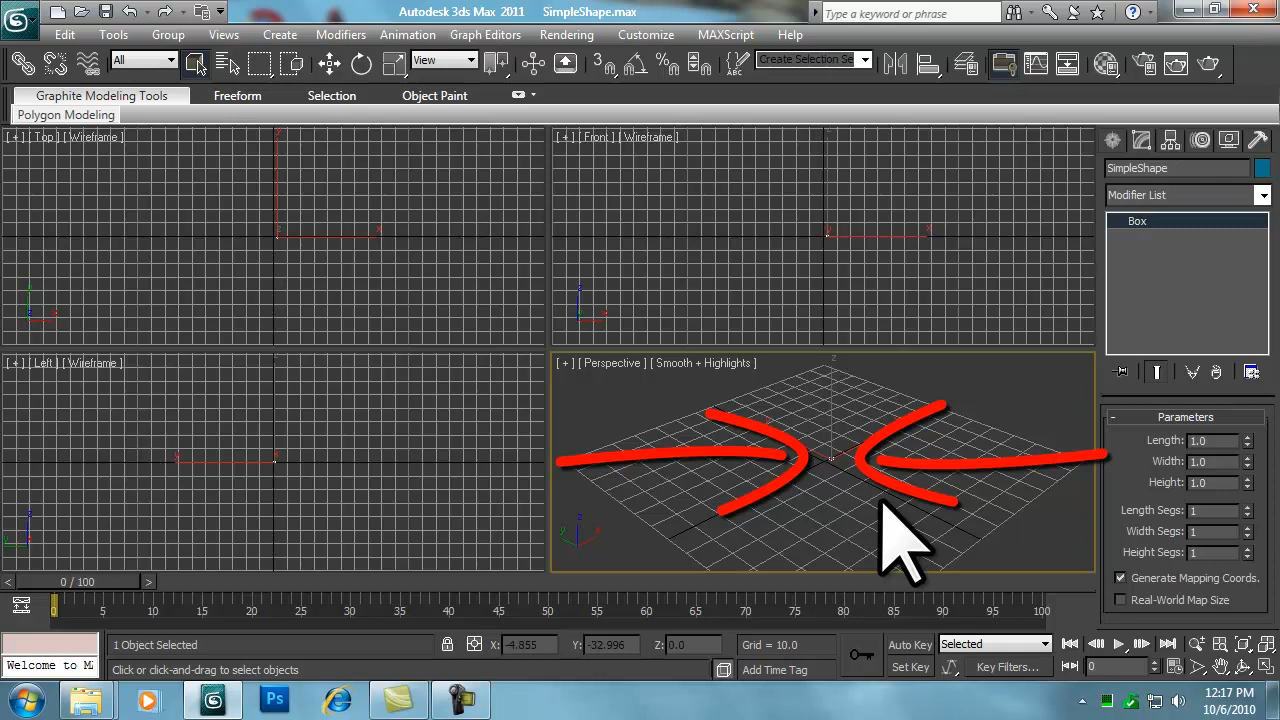 Autodesk 3ds Max 2011 SimpleShape.max
Type a keyword or phrase
Edit Tools Group Views Create Modifiers Animation Graph Editors Rendering Customize MAXScript Help
All View Create Selection Se
Graphite Modeling Tools Freeform Selection Object Paint
Polygon Modeling
[ + ] [ Top ] [ Wireframe ]
[ + ] [ Front ] [ Wireframe ]
y
z x
y x
z
y x
z
x
[ + ] [ Left ] [ Wireframe ]
[ + ] [ Perspective ] [ Smooth + Highlights ]
z
z
y
z
y x
SimpleShape
Modifier List
Box
Parameters
Length: 1.0
Width: 1.0
Height: 1.0
Length Segs: 1
Width Segs: 1
Height Segs: 1
Generate Mapping Coords.
Real-World Map Size
< 0 / 100 >
0 5 10 15 20 25 30 35 40 45 50 55 60 65 70 75 80 85 90 95 100
1 Object Selected X: -4.855 Y: -32.996 Z: 0.0 Grid = 10.0 Auto Key Selected
Welcome to M Click or click-and-drag to select objects Add Time Tag Set Key Key Filters... 0
12:17 PM
10/6/2010